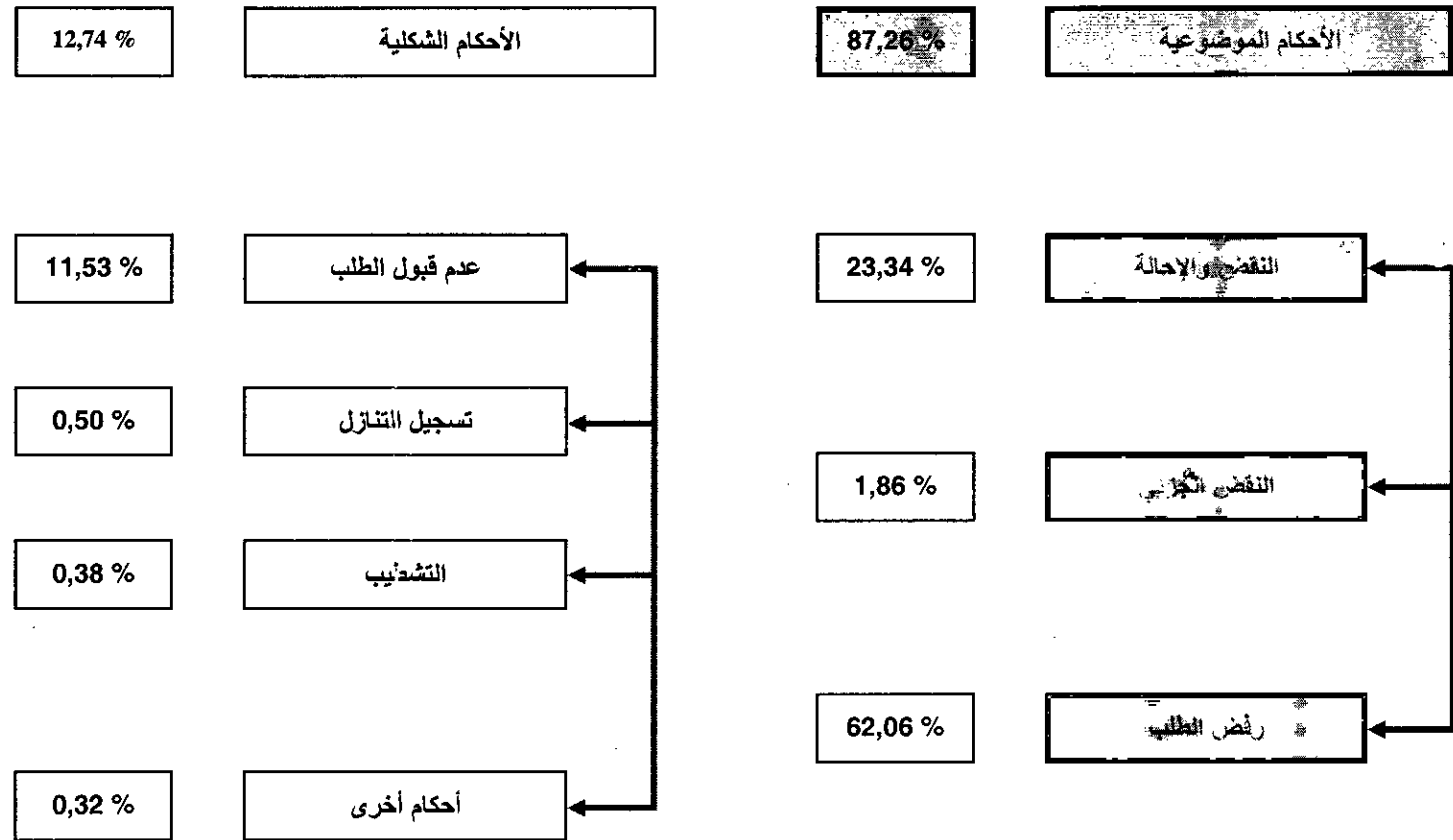 الأحكام الموضوعية
87,26 %
النقض والإحالة
23,34 %
النقض الجزئي
1,86 %
رفض الطلب
62,06 %
الأحكام الشكلية
12,74 %
عدم قبول الطلب
11,53 %
تسجيل التنازل
0,50 %
التشطيب
0,38 %
أحكام أخرى
0,32 %